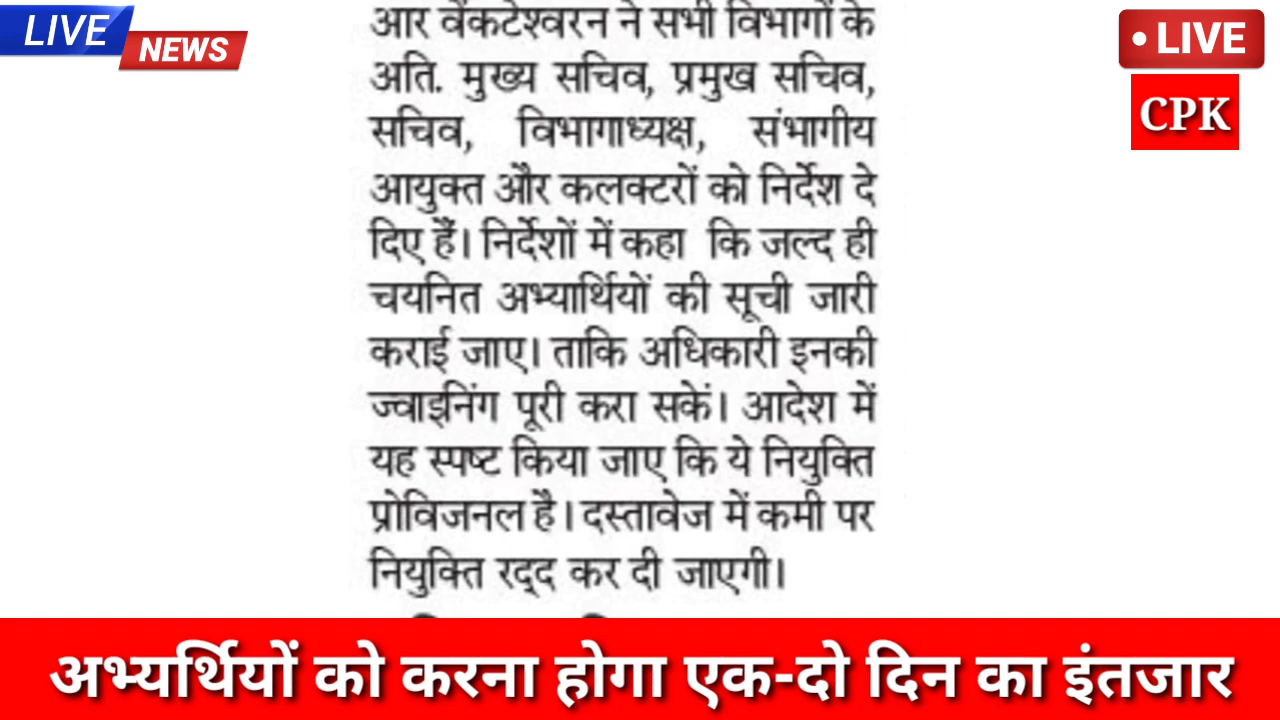 LIVE
NEWS
• LIVE
CPK
आर वेंकटेश्वरन ने सभी विभागों के
अति. मुख्य सचिव, प्रमुख सचिव,
सचिव, विभागाध्यक्ष, संभागीय
आयुक्त और कलक्टरों को निर्देश दे
दिए हैं। निर्देशों में कहा कि जल्द ही
चयनित अभ्यार्थियों की सूची जारी
कराई जाए। ताकि अधिकारी इनकी
ज्वाइनिंग पूरी करा सकें। आदेश में
यह स्पष्ट किया जाए कि ये नियुक्ति
प्रोविजनल है। दस्तावेज में कमी पर
नियुक्ति रद्द कर दी जाएगी।
अभ्यर्थियों को करना होगा एक-दो दिन का इंतजार